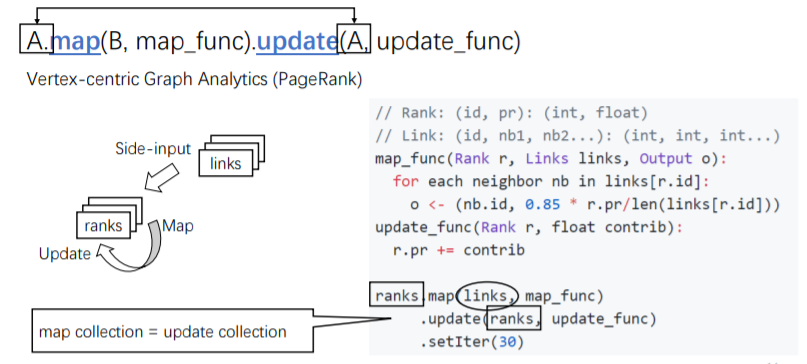 A.map(B, map_func).update(A, update_func)
Vertex-centric Graph Analytics (PageRank)
Side-input
links
ranks
Map
Update
map collection = update collection
// Rank: (id, pr): (int, float)
// Link: (id, nb1, nb2...): (int, int, int...)
map_func(Rank r, Links links, Output o):
for each neighbor nb in links[r.id]:
o <- (nb.id, 0.85 * r.pr/len(links[r.id]))
update_func(Rank r, float contrib):
r.pr += contrib
ranks.map(links, map_func)
.update(ranks, update_func)
.setIter(30)